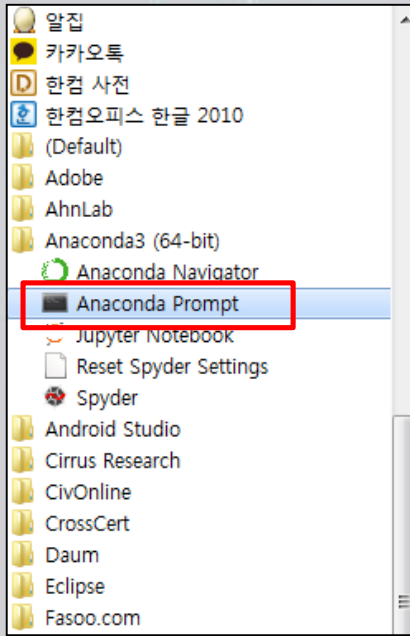 알집
카카오톡
한컴 사전
한컴오피스 한글 2010
(Default)
Adobe
AhnLab
Anaconda3 (64-bit)
Anaconda Navigator
Anaconda Prompt
Jupyter Notebook
Reset Spyder Settings
Spyder
Android Studio
Cirrus Research
CivOnline
CrossCert
Daum
Eclipse
Fasoo.com